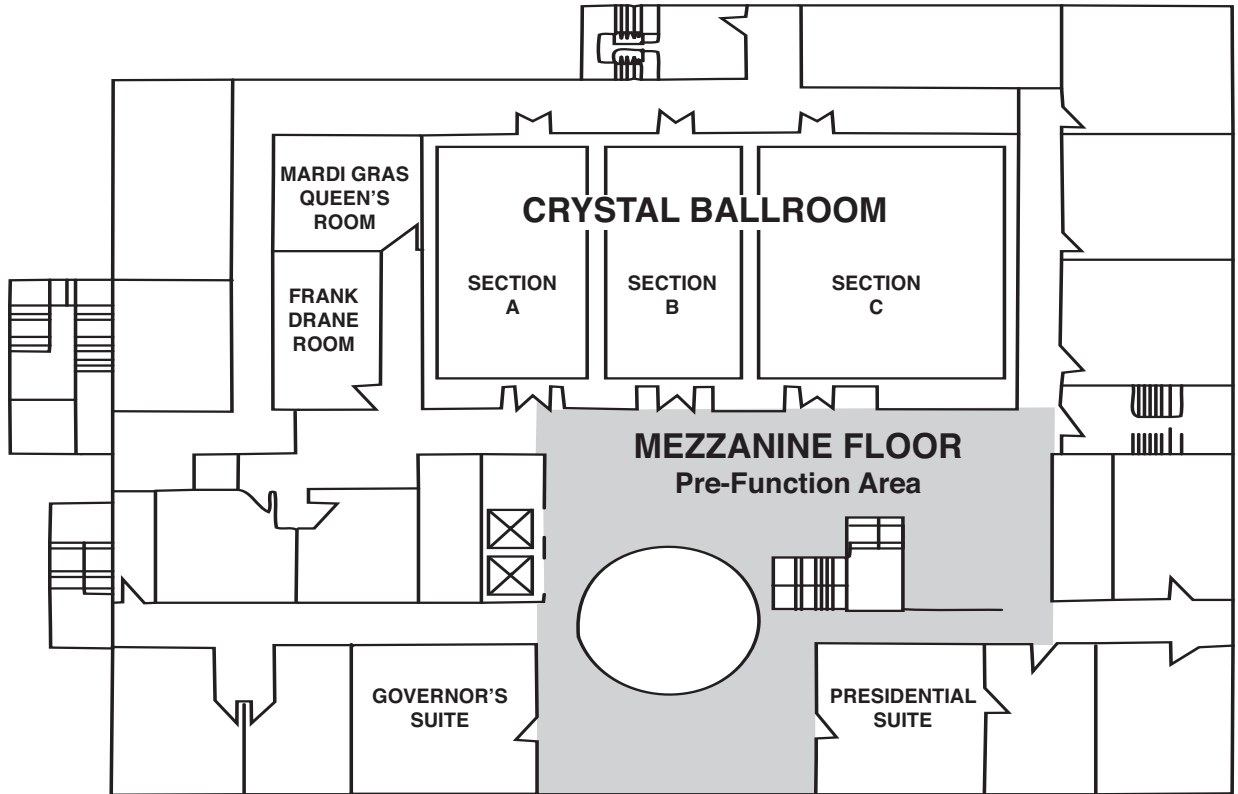 MARDI GRAS
QUEEN'S
ROOM
CRYSTAL BALLROOM
FRANK
DRANE
ROOM
SECTION
A
SECTION
B
SECTION
C
MEZZANINE FLOOR
Pre-Function Area
GOVERNOR'S
SUITE
PRESIDENTIAL
SUITE